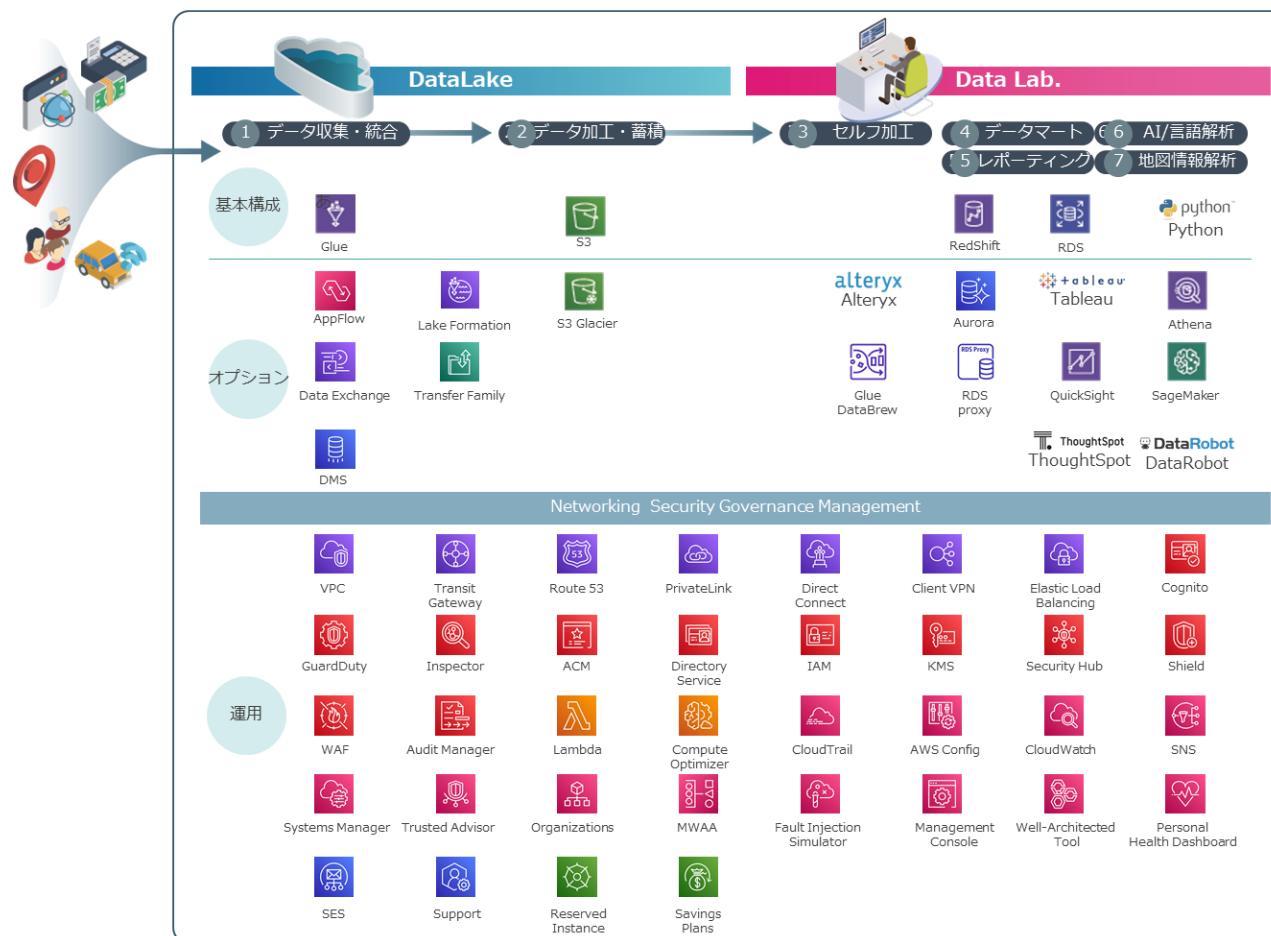 DataLake
Data Lab.
1 データ収集・統合
2 データ加工・蓄積
3 セルフ加工
4 データマート
6 AI/言語解析
5 レポーティング
7 地図情報解析
基本構成
Glue
S3
RedShift
RDS
python
Python
alteryx
Alteryx
+ableau
Tableau
AppFlow
Lake Formation
S3 Glacier
Aurora
Athena
オプション
RDS Proxy
Data Exchange
Transfer Family
Glue
DataBrew
RDS
proxy
QuickSight
SageMaker
ThoughtSpot
ThoughtSpot
DataRobot
DataRobot
DMS
Networking Security Governance Management
53
VPC
Transit
Gateway
Route 53
PrivateLink
Direct
Connect
Client VPN
Elastic Load
Balancing
Cognito
GuardDuty
Inspector
ACM
Directory
Service
IAM
KMS
Security Hub
Shield
運用
WAF
Audit Manager
Lambda
Compute
Optimizer
CloudTrail
AWS Config
CloudWatch
SNS
Systems Manager
Trusted Advisor
Organizations
MWAA
Fault Injection
Simulator
Management
Console
Well-Architected
Tool
Personal
Health Dashboard
SES
Support
Reserved
Instance
Savings
Plans